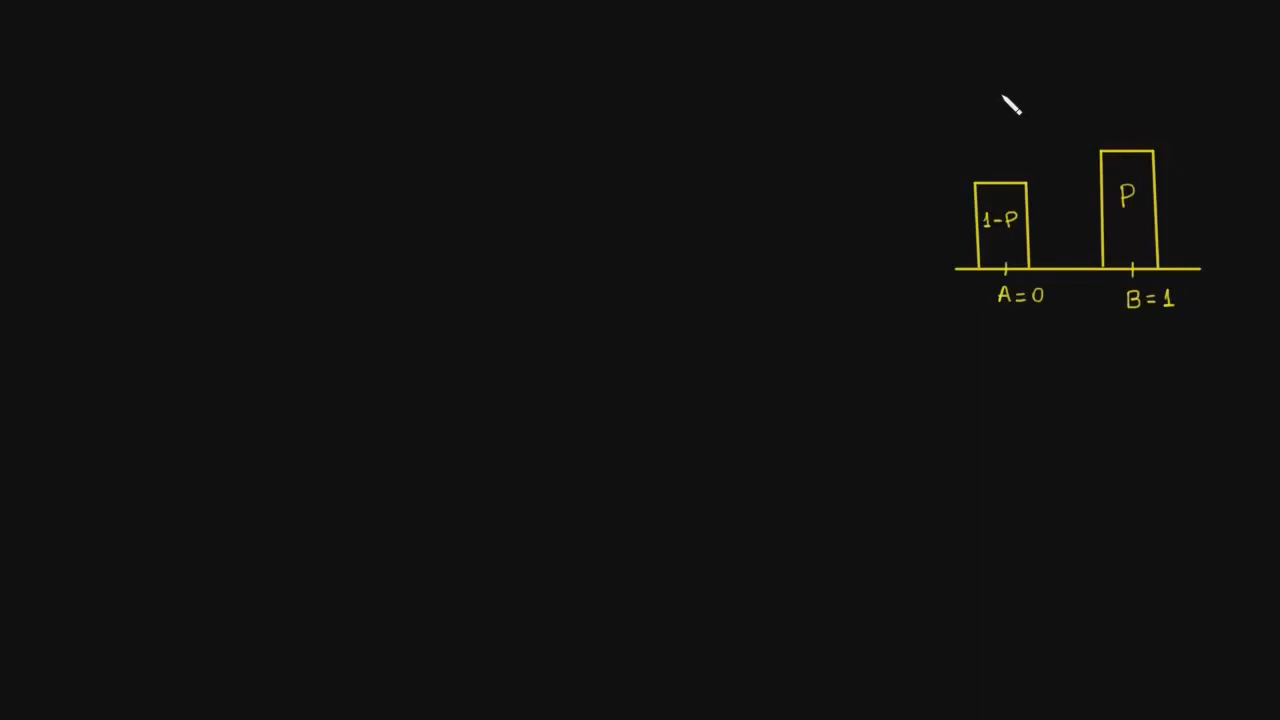 1-P
P
A = 0
B = 1